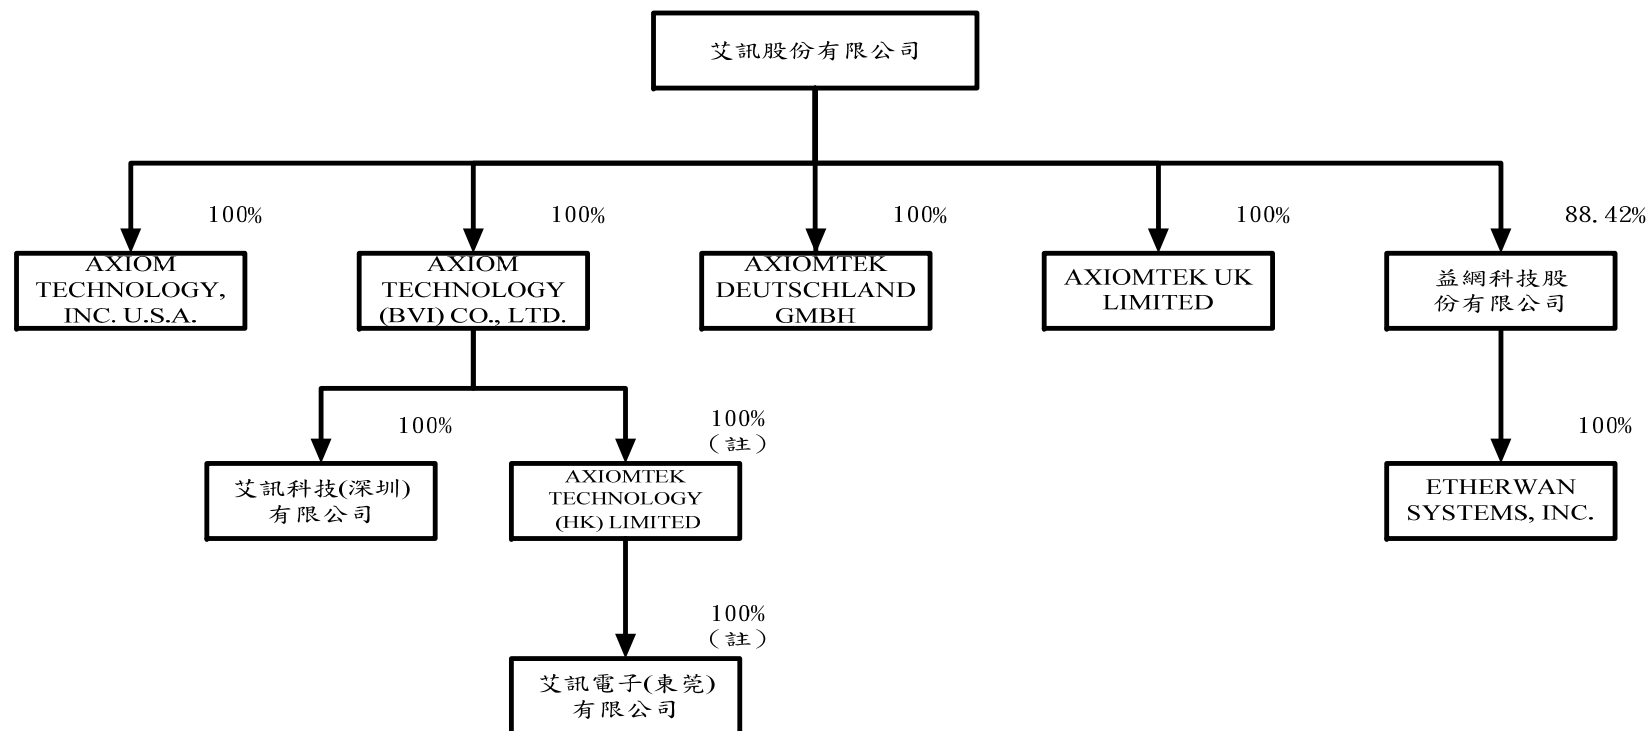 艾訊股份有限公司
100%
100%
100%
100%
88.42%
AXIOM
TECHNOLOGY,
INC. U.S.A.
AXIOM
TECHNOLOGY
(BVI) CO., LTD.
AXIOMTEK
DEUTSCHLAND
GMBH
AXIOMTEK UK
LIMITED
益網科技股
份有限公司
100%
100%
（註）
100%
艾訊科技(深圳)
有限公司
AXIOMTEK
TECHNOLOGY
(HK) LIMITED
ETHERWAN
SYSTEMS, INC.
100%
（註）
艾訊電子(東莞)
有限公司